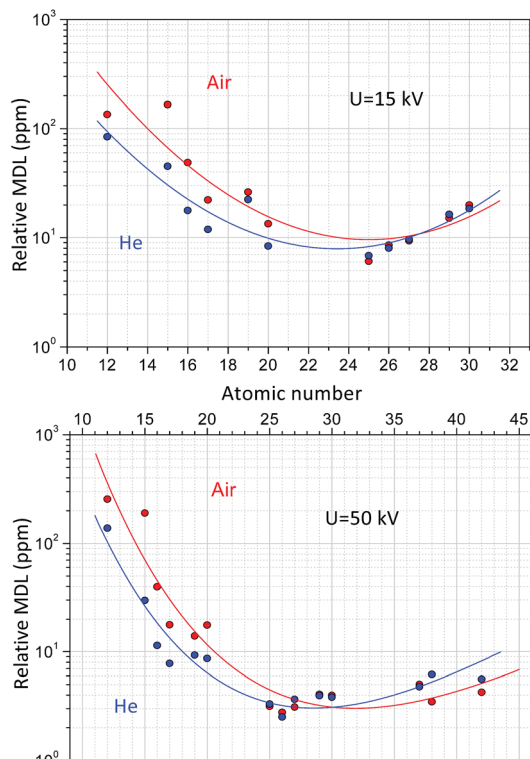 10³
Air
U=15 kV
10²
Relative MDL (ppm)
10¹
He
10⁰
10 12 14 16 18 20 22 24 26 28 30 32
Atomic number
10 15 20 25 30 35 40 45
10³
Air
U=50 kV
10²
Relative MDL (ppm)
10¹
He
10⁰